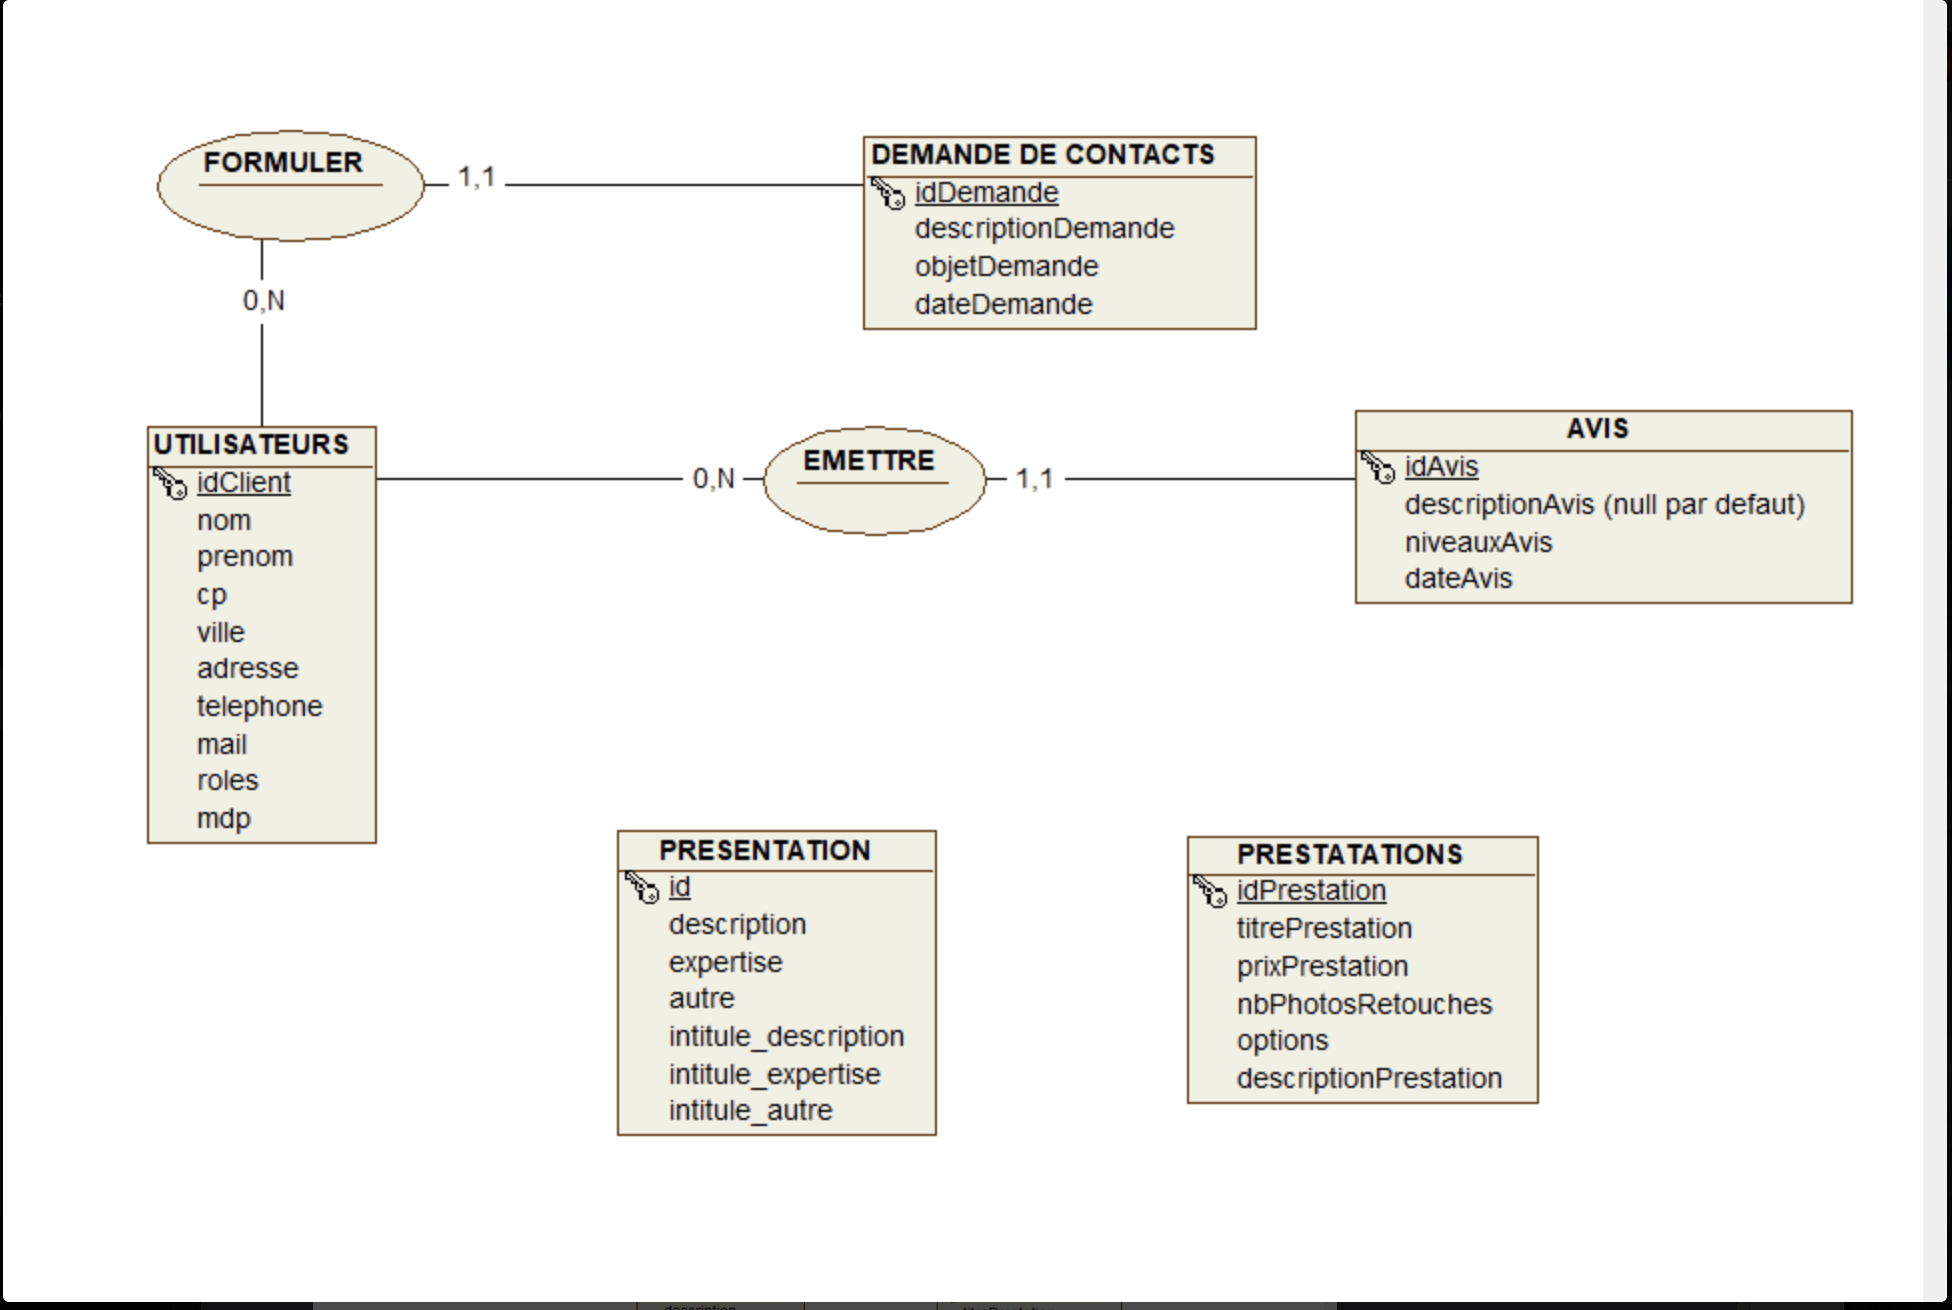 FORMULER
1,1
DEMANDE DE CONTACTS
idDemande
descriptionDemande
objetDemande
dateDemande
0,N
UTILISATEURS
idClient
nom
prenom
cp
ville
adresse
telephone
mail
roles
mdp
0,N
EMETTRE
1,1
AVIS
idAvis
descriptionAvis (null par defaut)
niveauxAvis
dateAvis
PRESENTATION
id
description
expertise
autre
intitule_description
intitule_expertise
intitule_autre
PRESTATATIONS
idPrestation
titrePrestation
prixPrestation
nbPhotosRetouches
options
descriptionPrestation